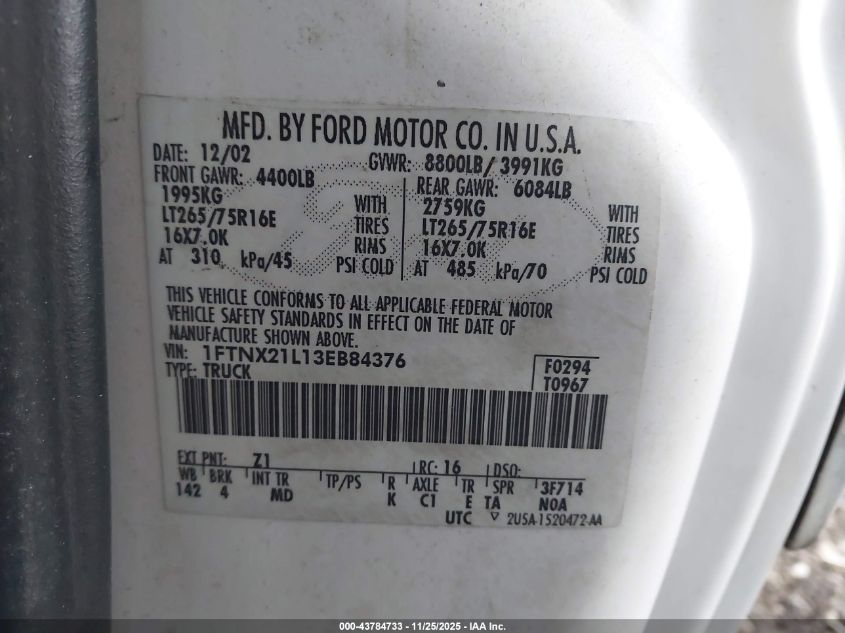 MFD. BY FORD MOTOR CO. IN U.S.A.
DATE: 12/02 GVWR: 8800LB/ 3991KG
FRONT GAWR: 4400LB REAR GAWR: 6084LB
1995KG WITH 2759KG WITH
LT265/75R16E TIRES LT265/75R16E TIRES
16X7.0K RIMS 16X7.0K RIMS
AT 310 kPa/45 PSI COLD AT 485 kPa/70 PSI COLD
THIS VEHICLE CONFORMS TO ALL APPLICABLE FEDERAL MOTOR
VEHICLE SAFETY STANDARDS IN EFFECT ON THE DATE OF
MANUFACTURE SHOWN ABOVE.
VIN: 1FTNX21L13EB84376 F0294
TYPE: TRUCK T0967
EXT PNT: Z1 RC: 16 DSO:
WB BRK INT TR TP/PS R AXLE TR SPR 3F714
142 4 MD K C1 E TA N0A
UTC ▽ 2U5A-1520472-AA
000-43784733 - 11/25/2025 - IAA Inc.